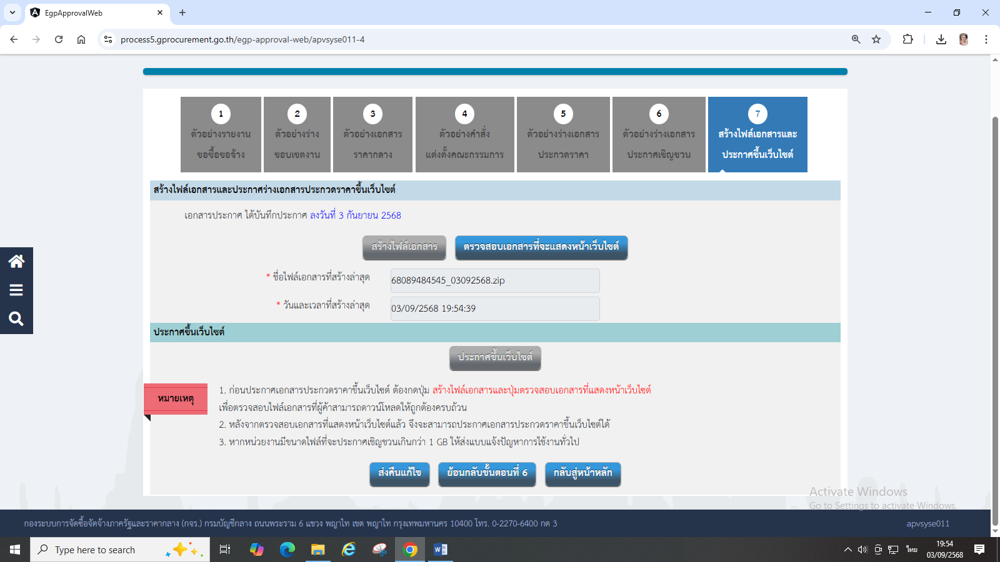 EgpApprovalWeb
process5.gprocurement.go.th/egp-approval-web/apvsyse011-4
1
ตัวอย่างรายงาน
ขอซื้อขอจ้าง
2
ตัวอย่างร่าง
ขอบเขตงาน
3
ตัวอย่างเอกสาร
ราคากลาง
4
ตัวอย่างคำสั่ง
แต่งตั้งคณะกรรมการ
5
ตัวอย่างร่างเอกสาร
ประกวดราคา
6
ตัวอย่างร่างเอกสาร
ประกาศเชิญชวน
7
สร้างไฟล์เอกสารและ
ประกาศขึ้นเว็บไซต์
สร้างไฟล์เอกสารและประกาศร่างเอกสารประกวดราคาขึ้นเว็บไซต์
เอกสารประกาศ ได้บันทึกประกาศ ลงวันที่ 3 กันยายน 2568
สร้างไฟล์เอกสาร ตรวจสอบเอกสารที่จะแสดงหน้าเว็บไซต์
* ชื่อไฟล์เอกสารที่สร้างล่าสุด 68089484545_03092568.zip
* วันและเวลาที่สร้างล่าสุด 03/09/2568 19:54:39
ประกาศขึ้นเว็บไซต์
ประกาศขึ้นเว็บไซต์
หมายเหตุ
1. ก่อนประกาศเอกสารประกวดราคาขึ้นเว็บไซต์ ต้องกดปุ่ม สร้างไฟล์เอกสารและปุ่มตรวจสอบเอกสารที่แสดงหน้าเว็บไซต์
เพื่อตรวจสอบไฟล์เอกสารที่ผู้ค้าสามารถดาวน์โหลดให้ถูกต้องครบถ้วน
2. หลังจากตรวจสอบเอกสารที่แสดงหน้าเว็บไซต์แล้ว จึงจะสามารถประกาศเอกสารประกวดราคาขึ้นเว็บไซต์ได้
3. หากหน่วยงานมีขนาดไฟล์ที่จะประกาศเชิญชวนเกินกว่า 1 GB ให้ส่งแบบแจ้งปัญหาการใช้งานทั่วไป
ส่งคืนแก้ไข ย้อนกลับขั้นตอนที่ 6 กลับสู่หน้าหลัก
Activate Windows
Go to Settings to activate Windows.
กองระบบการจัดซื้อจัดจ้างภาครัฐและราคากลาง (กจร.) กรมบัญชีกลาง ถนนพระราม 6 แขวง พญาไท เขต พญาไท กรุงเทพมหานคร 10400 โทร. 0-2270-6400 กด 3 apvsyse011
Type here to search
ไทย
19:54
03/09/2568